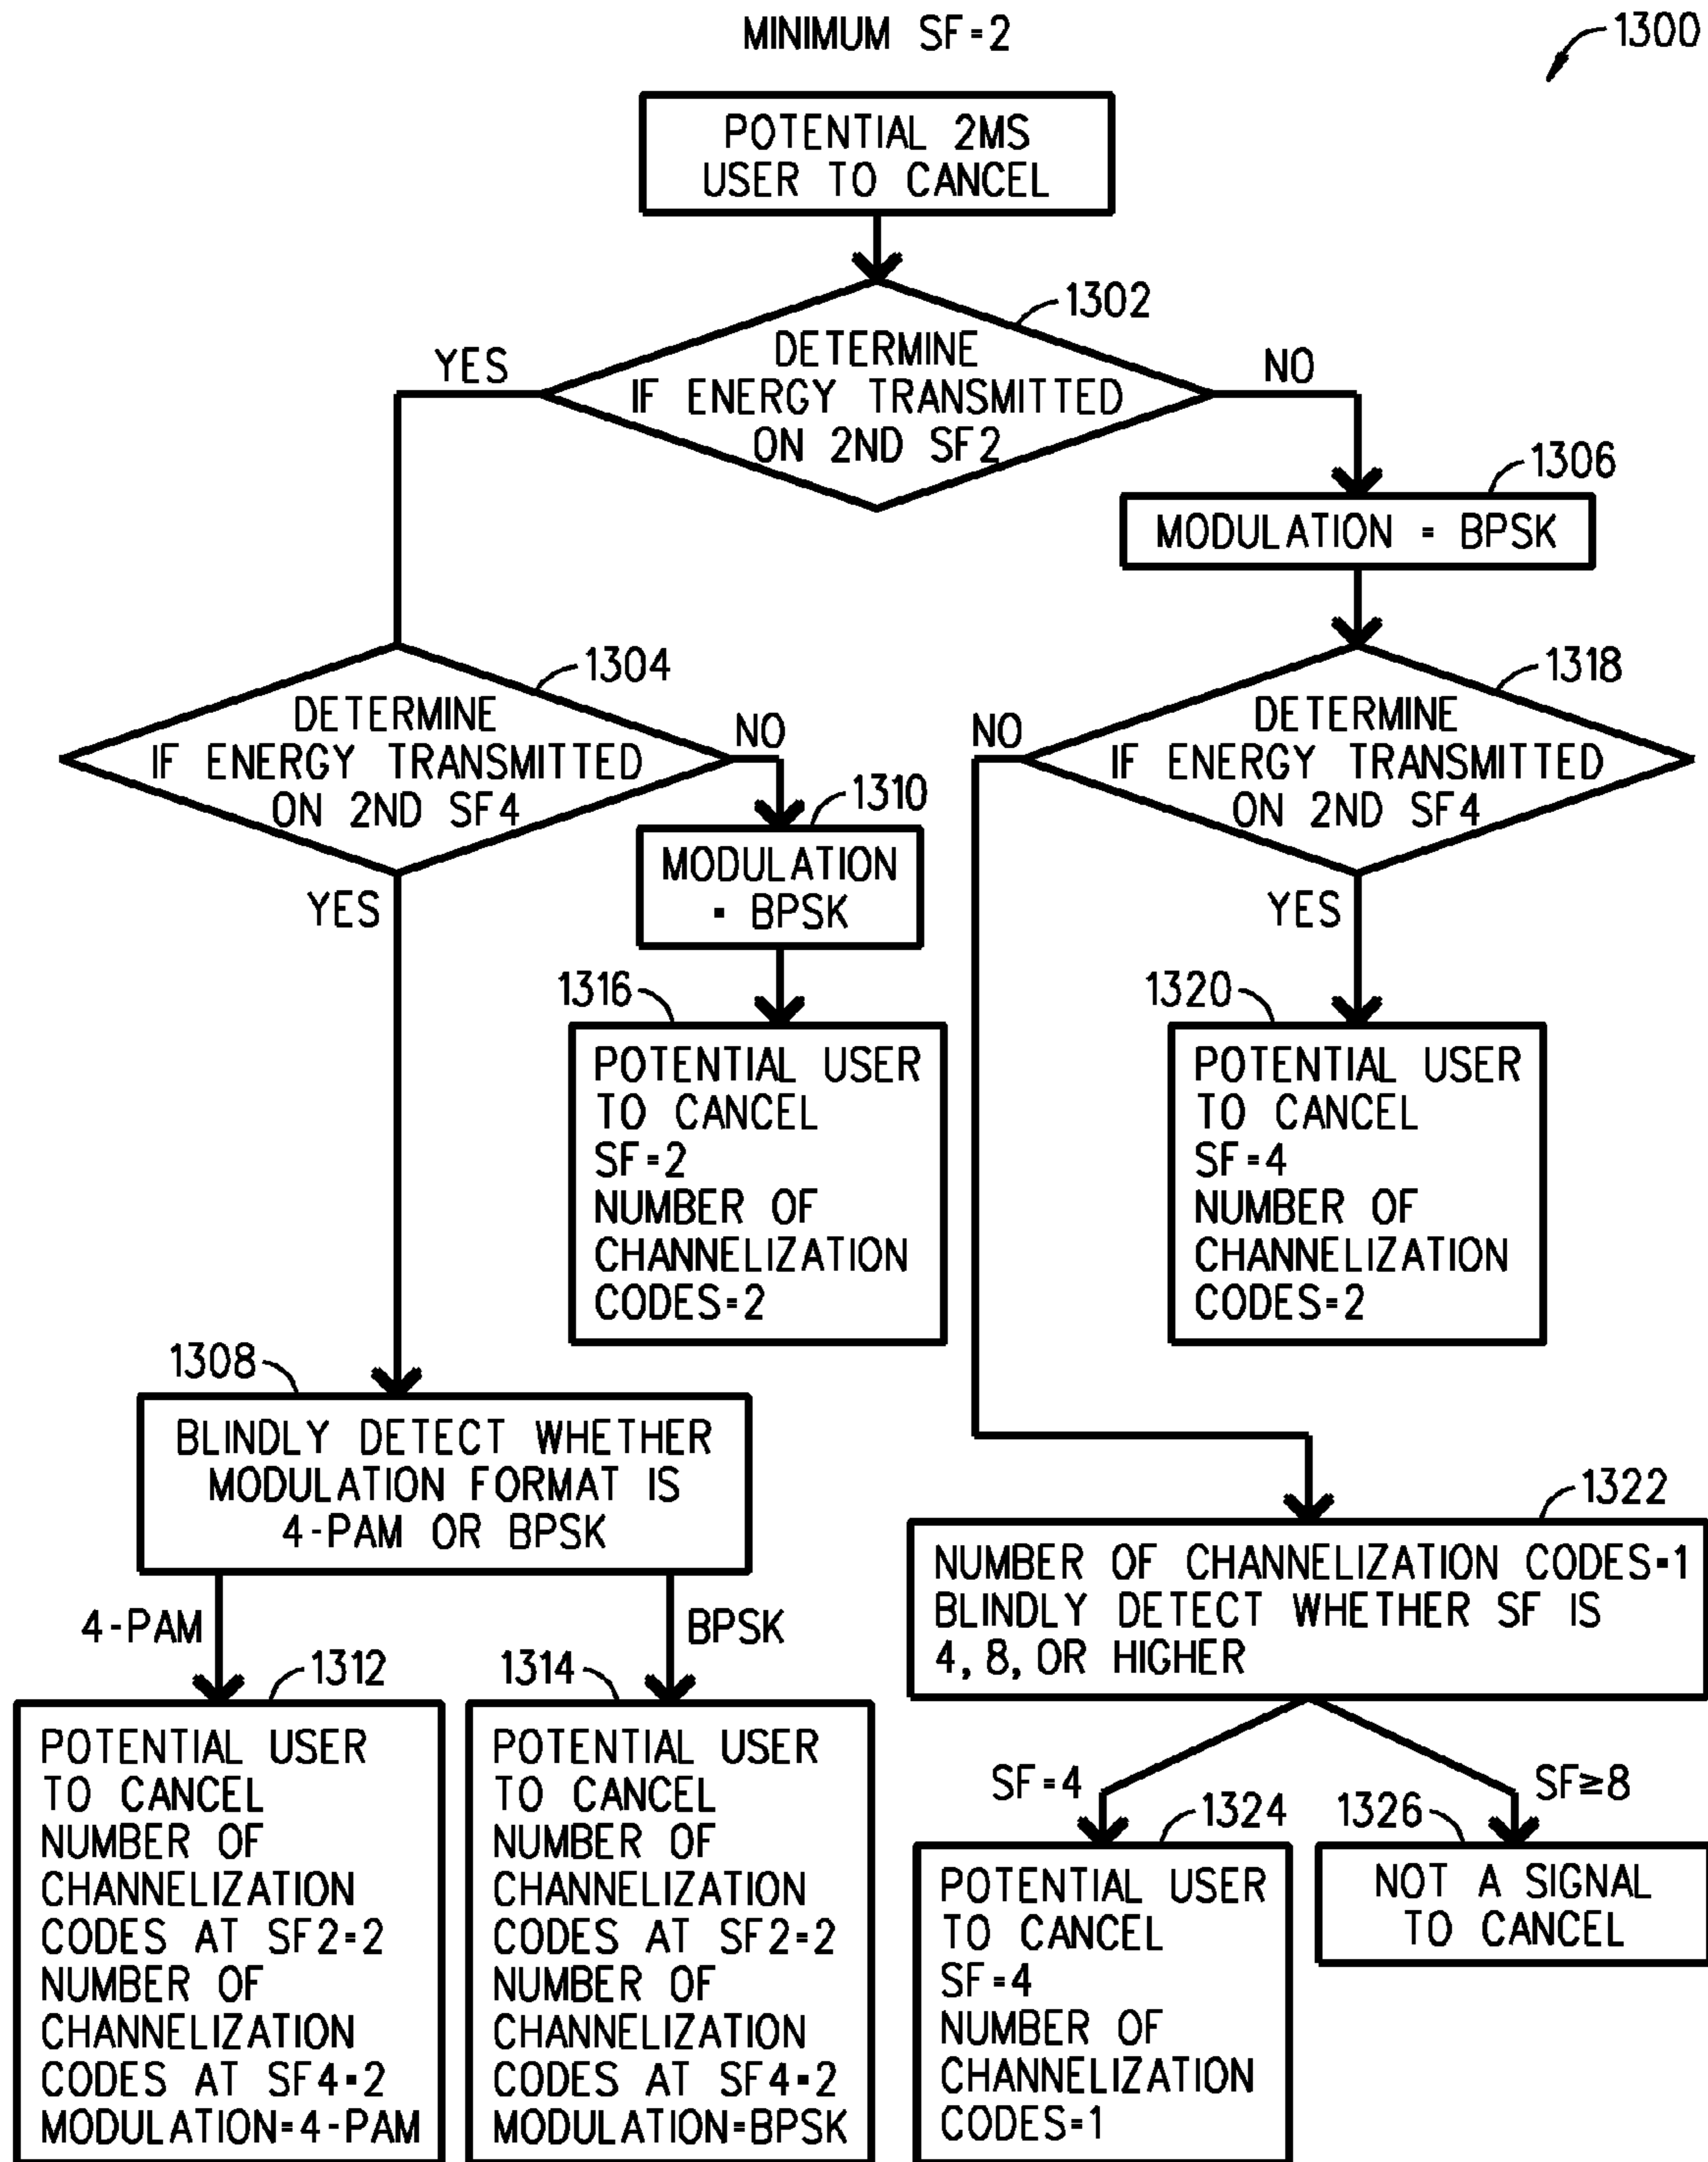 MINIMUM SF=2
1300
POTENTIAL 2MS
USER TO CANCEL
1302
DETERMINE
IF ENERGY TRANSMITTED
ON 2ND SF2
YES
NO
1306
MODULATION = BPSK
1304
DETERMINE
IF ENERGY TRANSMITTED
ON 2ND SF4
NO
YES
1318
DETERMINE
IF ENERGY TRANSMITTED
ON 2ND SF4
NO
YES
1310
MODULATION
= BPSK
1316
POTENTIAL USER
TO CANCEL
SF=2
NUMBER OF
CHANNELIZATION
CODES=2
1320
POTENTIAL USER
TO CANCEL
SF=4
NUMBER OF
CHANNELIZATION
CODES=2
1308
BLINDLY DETECT WHETHER
MODULATION FORMAT IS
4-PAM OR BPSK
1322
NUMBER OF CHANNELIZATION CODES=1
BLINDLY DETECT WHETHER SF IS
4, 8, OR HIGHER
4-PAM
BPSK
1312
POTENTIAL USER
TO CANCEL
NUMBER OF
CHANNELIZATION
CODES AT SF2=2
NUMBER OF
CHANNELIZATION
CODES AT SF4=2
MODULATION=4-PAM
1314
POTENTIAL USER
TO CANCEL
NUMBER OF
CHANNELIZATION
CODES AT SF2=2
NUMBER OF
CHANNELIZATION
CODES AT SF4=2
MODULATION=BPSK
SF=4
SF≥8
1324
POTENTIAL USER
TO CANCEL
SF=4
NUMBER OF
CHANNELIZATION
CODES=1
1326
NOT A SIGNAL
TO CANCEL